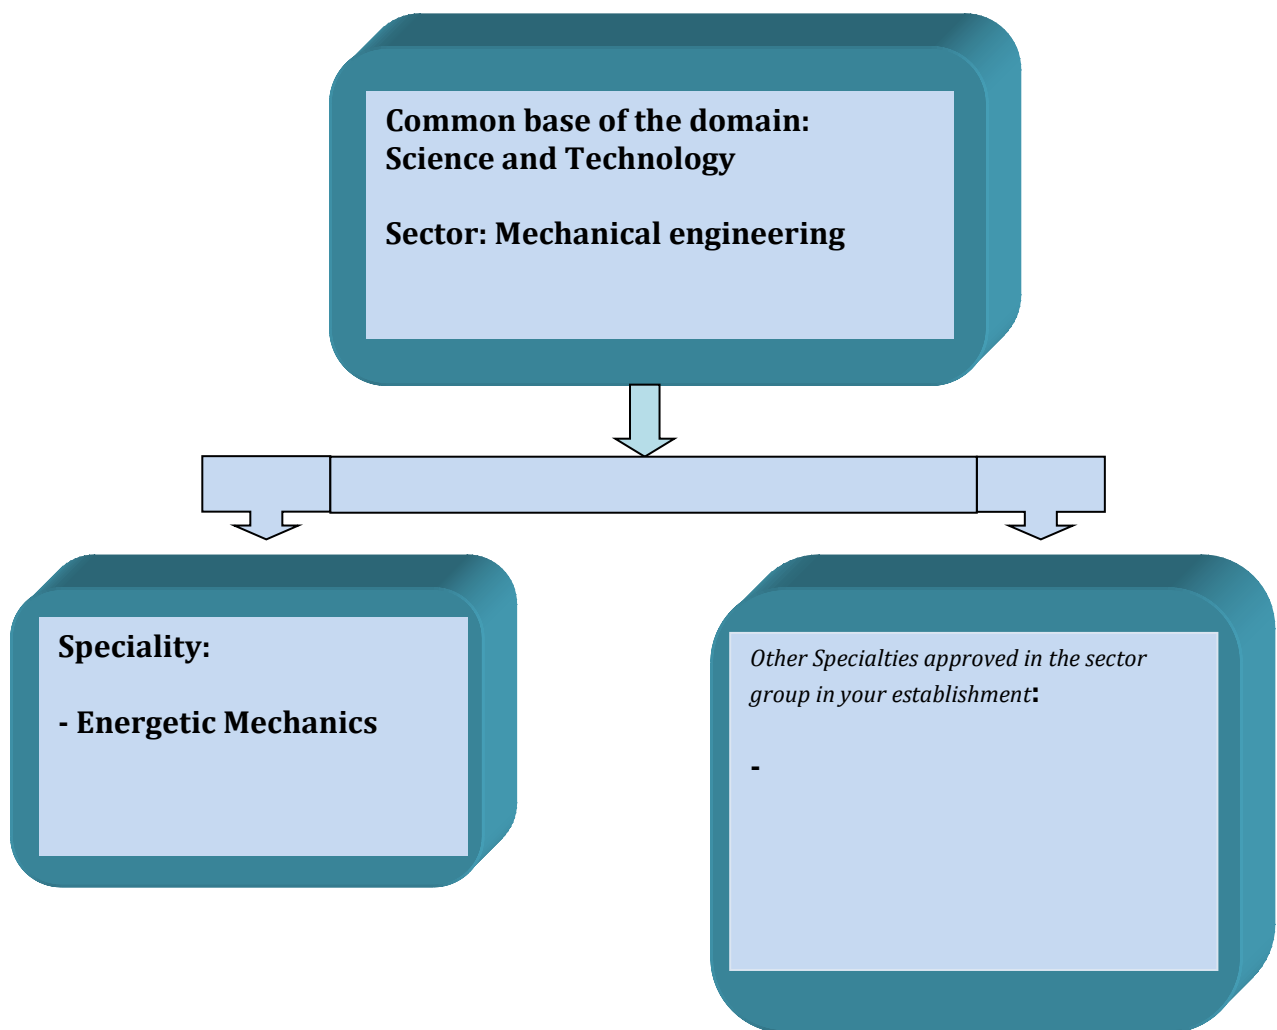 Common base of the domain:
Science and Technology
Sector: Mechanical engineering
Speciality:
- Energetic Mechanics
Other Specialties approved in the sector
group in your establishment:
-